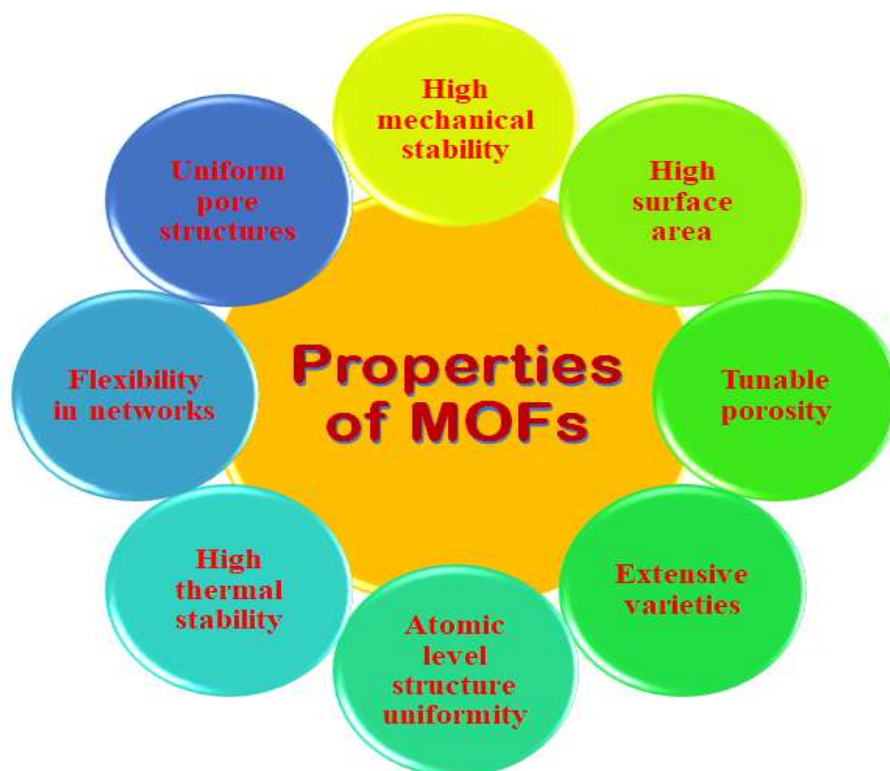 High
mechanical
stability
High
surface
area
Tunable
porosity
Extensive
varieties
Atomic
level
structure
uniformity
High
thermal
stability
Flexibility
in networks
Uniform
pore
structures
Properties
of MOFs